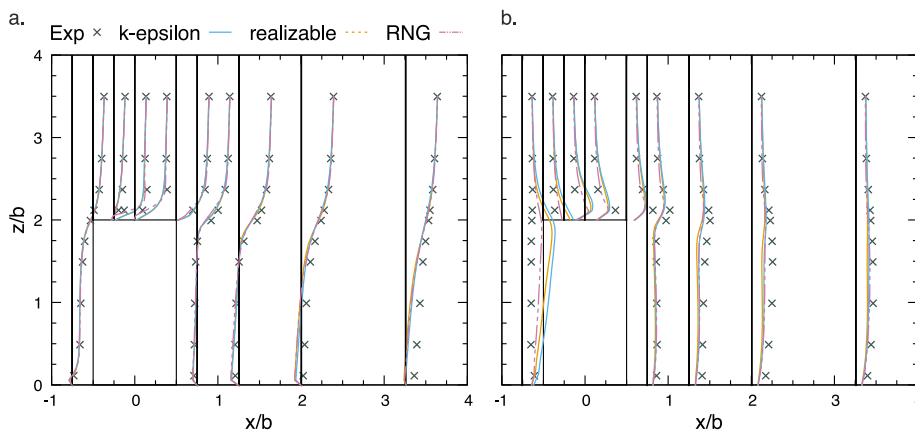 a.
b.
Exp k-epsilon realizable RNG
4
3
2
1
0
z/b
-1 0 1 2 3 4
x/b
-1 0 1 2 3 4
x/b